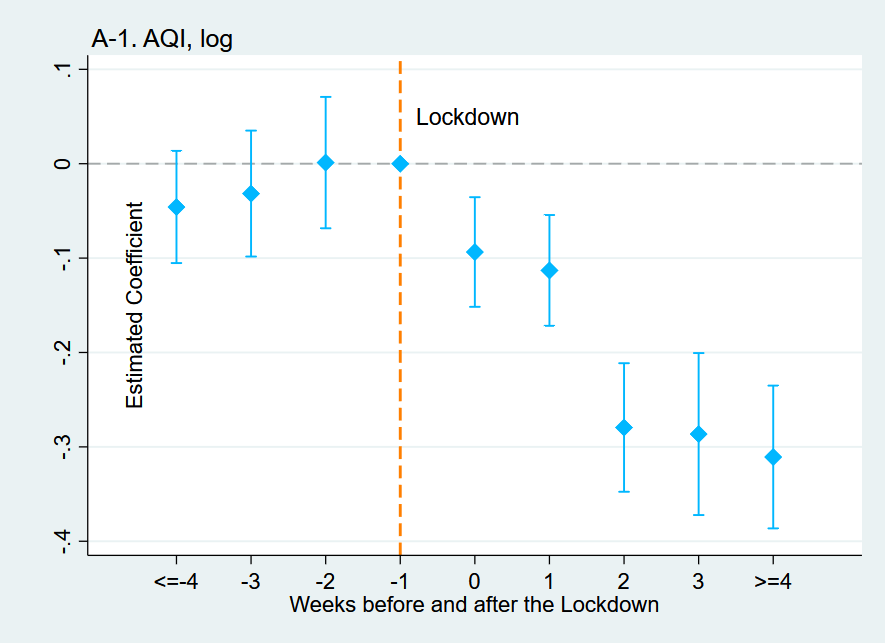 A-1. AQI, log
.1
0
-.1
-.2
-.3
-.4
Estimated Coefficient
Lockdown
<=-4 -3 -2 -1 0 1 2 3 >=4
Weeks before and after the Lockdown